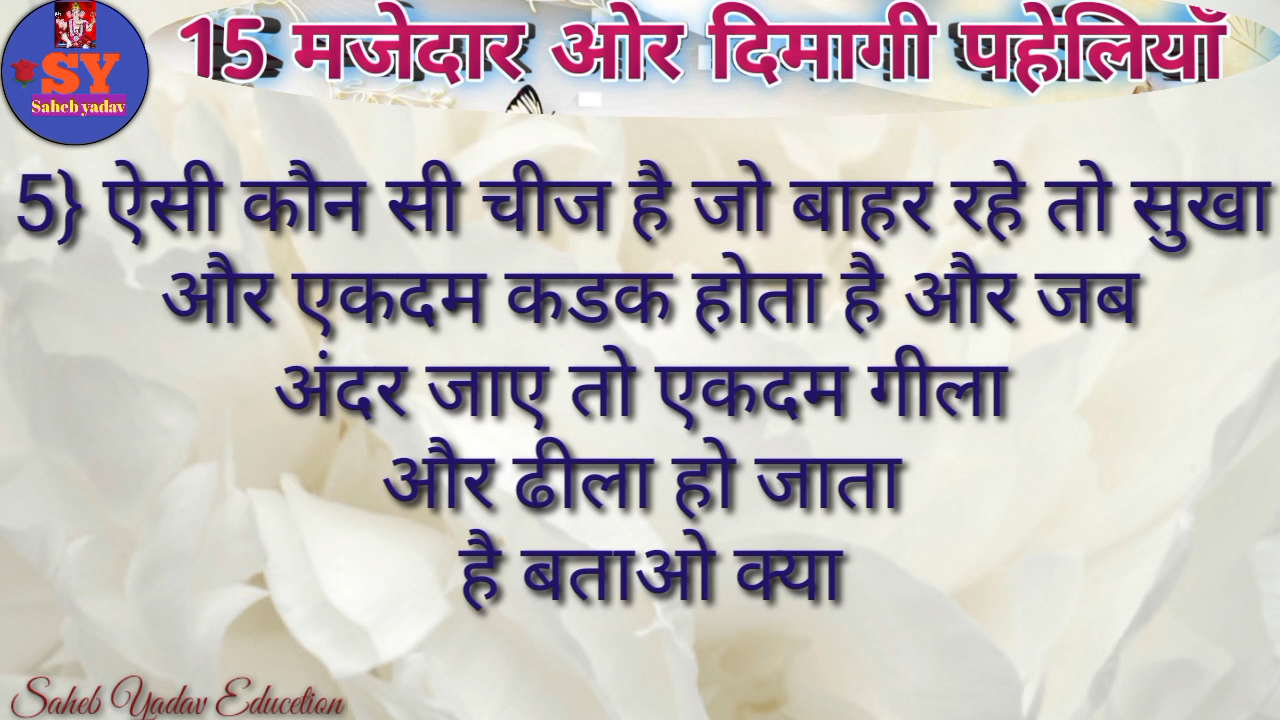 SY
Saheb yadav
15 मजेदार ओर दिमागी पहेलियाँ
5} ऐसी कौन सी चीज है जो बाहर रहे तो सुखा
और एकदम कडक होता है और जब
अंदर जाए तो एकदम गीला
और ढीला हो जाता
है बताओ क्या
Saheb Yadav Educetion